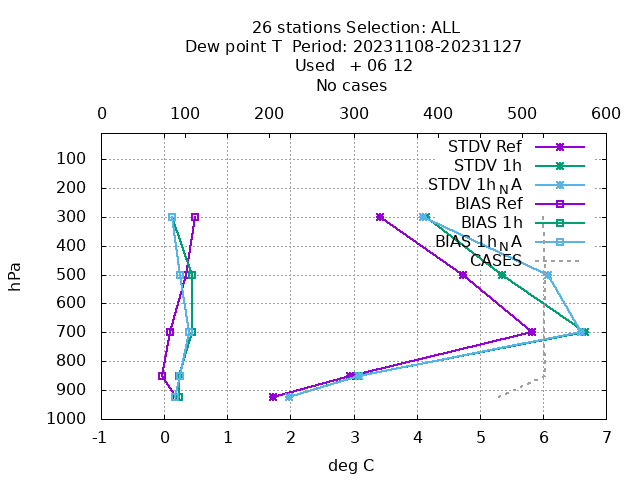 26 stations Selection: ALL
Dew point T  Period: 20231108-20231127
Used   + 06 12
No cases
0 100 200 300 400 500 600
STDV Ref
STDV 1h
STDV 1h_NA
BIAS Ref
BIAS 1h
BIAS 1h_NA
CASES
100
200
300
400
500
600
700
800
900
1000
hPa
-1 0 1 2 3 4 5 6 7
deg C